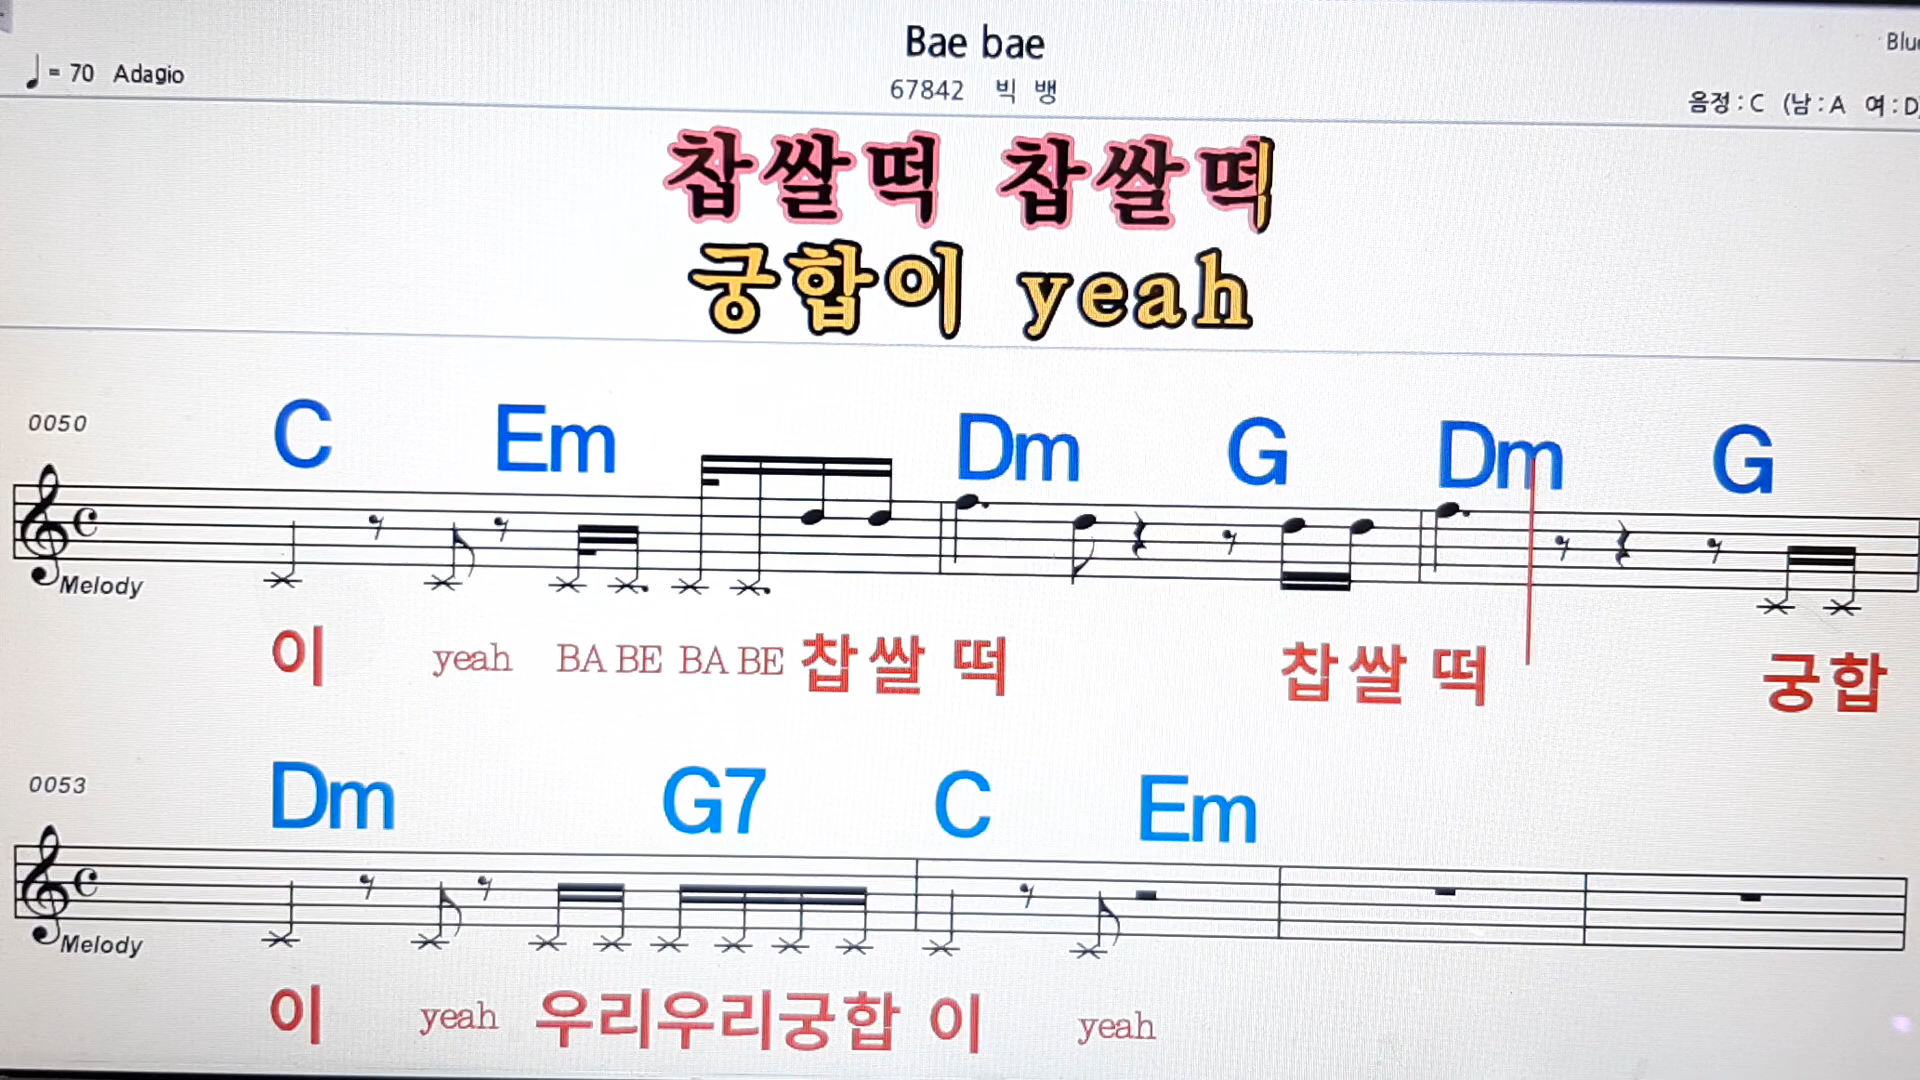 Bae bae
= 70 Adagio
67842 빅 뱅
음정 : C (남 : A 여 : D)
찹쌀떡 찹쌀떡
궁합이 yeah
0050
C Em Dm G Dm G
Melody
이 yeah BA BE BA BE 찹쌀 떡 찹쌀 떡 궁합
0053
Dm G7 C Em
Melody
이 yeah 우리우리궁합 이 yeah